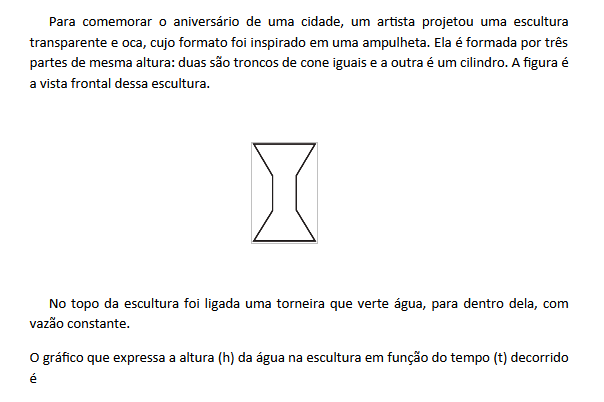 Para comemorar o aniversário de uma cidade, um artista projetou uma escultura
transparente e oca, cujo formato foi inspirado em uma ampulheta. Ela é formada por três
partes de mesma altura: duas são troncos de cone iguais e a outra é um cilindro. A figura é
a vista frontal dessa escultura.
No topo da escultura foi ligada uma torneira que verte água, para dentro dela, com
vazão constante.
O gráfico que expressa a altura (h) da água na escultura em função do tempo (t) decorrido
é